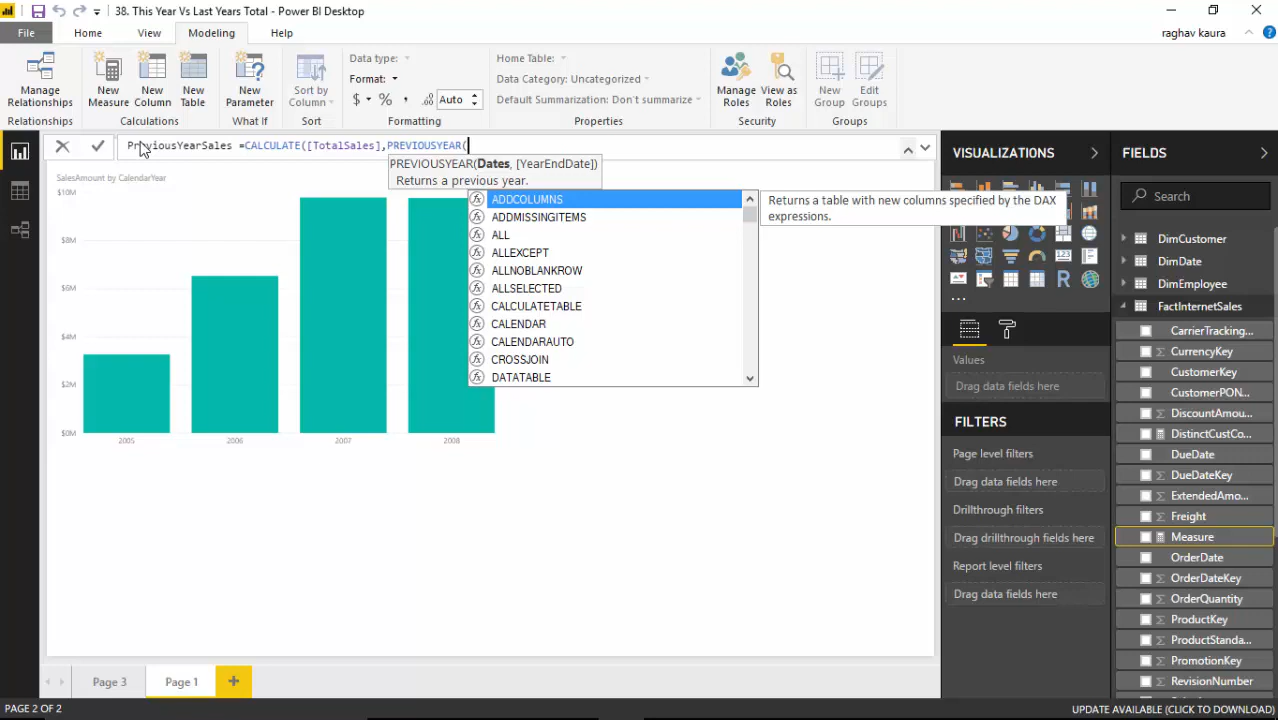 38. This Year Vs Last Years Total - Power BI Desktop
File
Home
View
Modeling
Help
raghav kaura
Manage
Relationships
New
Measure
New
Column
New
Table
New
Parameter
Sort by
Column
Data type:
Format:
$ % , .00 Auto
Home Table:
Data Category: Uncategorized
Default Summarization: Don't summarize
Manage
Roles
View as
Roles
New
Group
Edit
Groups
Relationships
Calculations
What If
Sort
Formatting
Properties
Security
Groups
PreviousYearSales =CALCULATE([TotalSales],PREVIOUSYEAR(
PREVIOUSYEAR(Dates, [YearEndDate])
Returns a previous year.
ADDCOLUMNS
ADDMISSINGITEMS
ALL
ALLEXCEPT
ALLNOBLANKROW
ALLSELECTED
CALCULATETABLE
CALENDAR
CALENDARAUTO
CROSSJOIN
DATATABLE
Returns a table with new columns specified by the DAX
expressions.
SalesAmount by CalendarYear
$10M
$8M
$6M
$4M
$2M
$0M
2005
2006
2007
2008
VISUALIZATIONS
R
Values
Drag data fields here
FILTERS
Page level filters
Drag data fields here
Drillthrough filters
Drag drillthrough fields here
Report level filters
Drag data fields here
FIELDS
Search
DimCustomer
DimDate
DimEmployee
FactInternetSales
CarrierTracking...
CurrencyKey
CustomerKey
CustomerPON...
DiscountAmou...
DistinctCustCo...
DueDate
DueDateKey
ExtendedAmo...
Freight
Measure
OrderDate
OrderDateKey
OrderQuantity
ProductKey
ProductStanda...
PromotionKey
RevisionNumber
Page 3
Page 1
PAGE 2 OF 2
UPDATE AVAILABLE (CLICK TO DOWNLOAD)